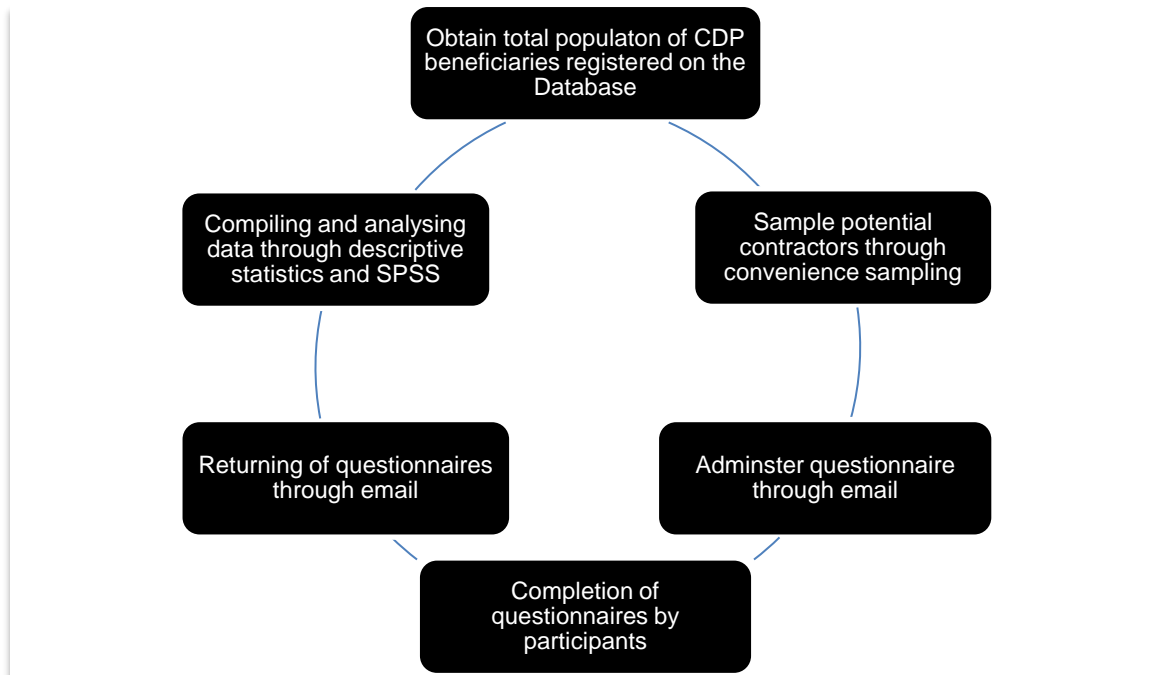 Obtain total populaton of CDP
beneficiaries registered on the
Database
Sample potential
contractors through
convenience sampling
Adminster questionnaire
through email
Completion of
questionnaires by
participants
Returning of questionnaires
through email
Compiling and analysing
data through descriptive
statistics and SPSS